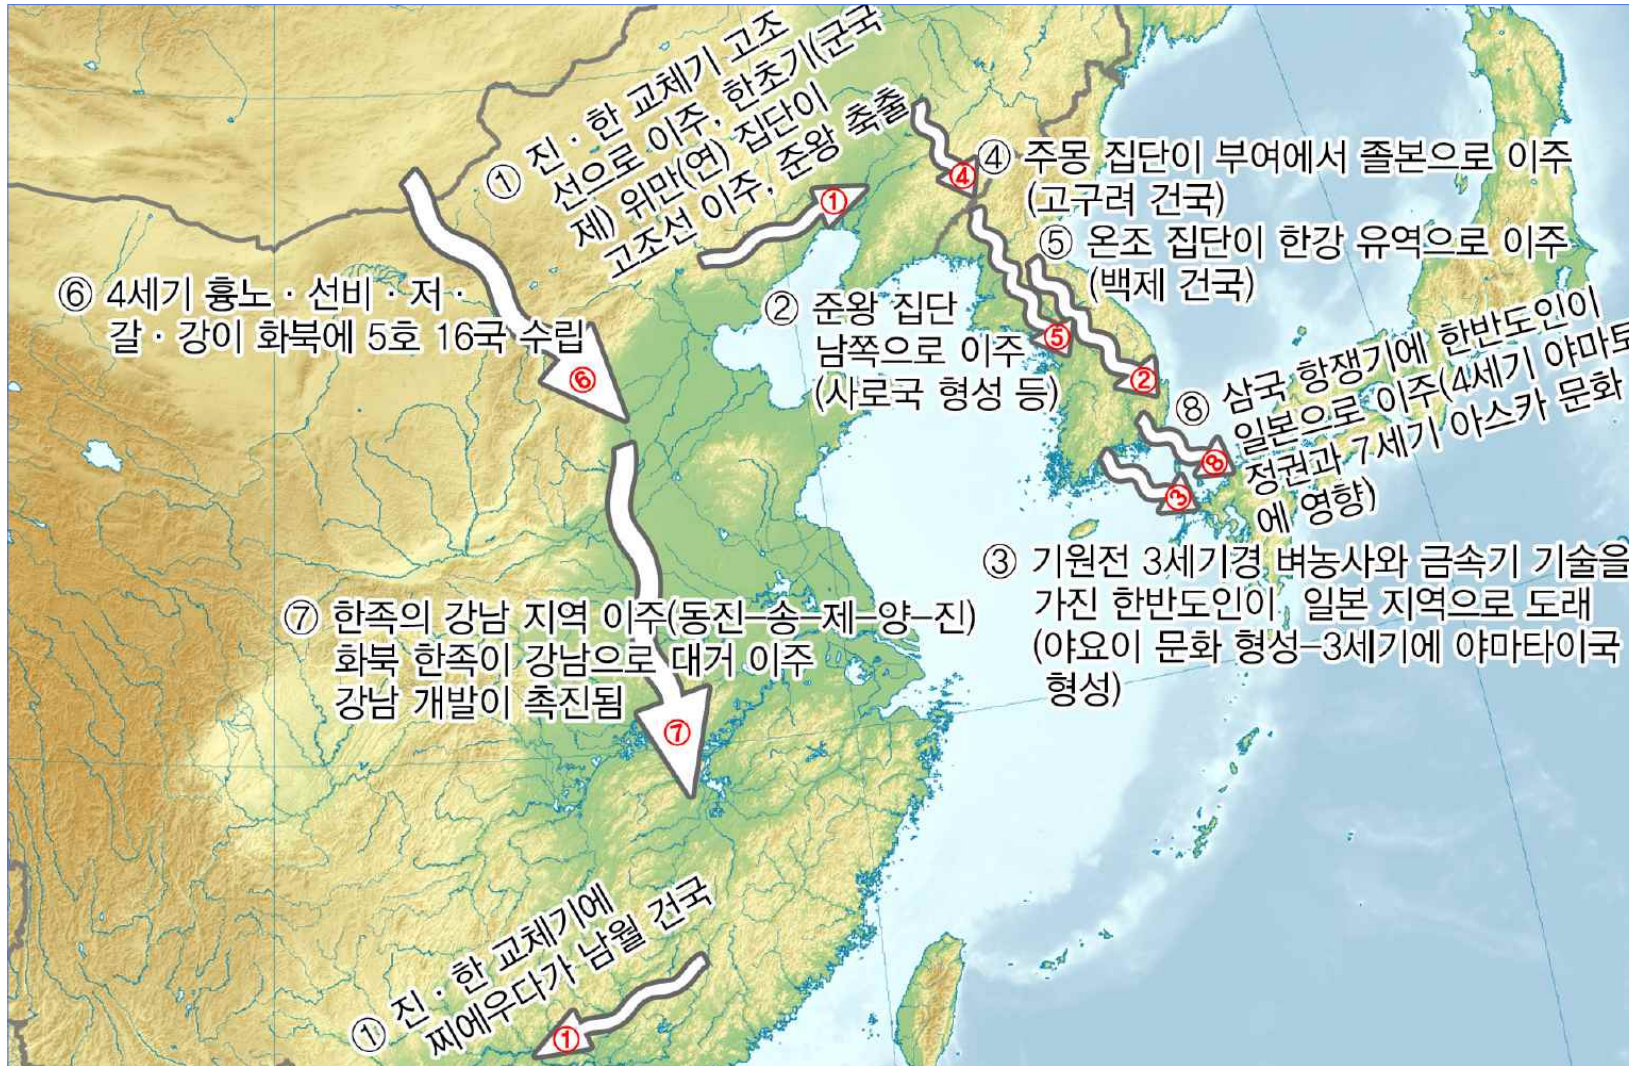 ① 진 · 한 교체기 고조
선으로 이주, 한초기(군국
제) 위만(연) 집단이
고조선 이주, 준왕 축출
④ 주몽 집단이 부여에서 졸본으로 이주
(고구려 건국)
⑤ 온조 집단이 한강 유역으로 이주
(백제 건국)
⑥ 4세기 흉노 · 선비 · 저 ·
갈 · 강이 화북에 5호 16국 수립
② 준왕 집단
남쪽으로 이주
(사로국 형성 등)
⑧ 삼국 항쟁기에 한반도인이
일본으로 이주(4세기 야마토
정권과 7세기 아스카 문화
에 영향)
③ 기원전 3세기경 벼농사와 금속기 기술을
가진 한반도인이 일본 지역으로 도래
(야요이 문화 형성–3세기에 야마타이국
형성)
⑦ 한족의 강남 지역 이주(동진–송–제–양–진)
화북 한족이 강남으로 대거 이주
강남 개발이 촉진됨
① 진 · 한 교체기에
찌에우다가 남월 건국
④
①
⑤
②
⑥
⑧
③
⑦
①